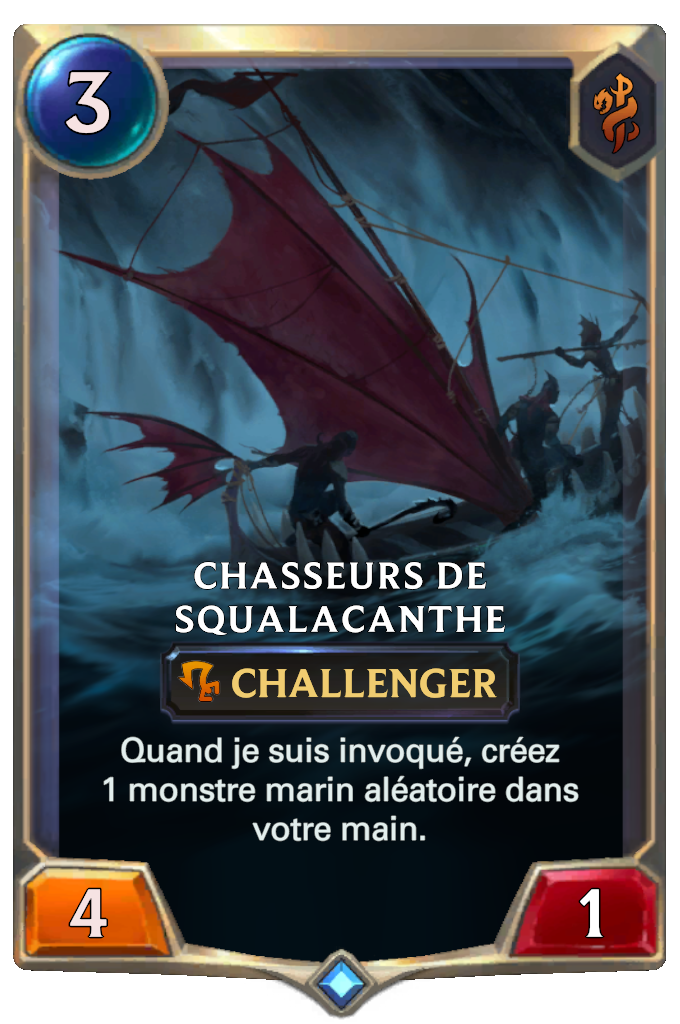 3
CHASSEURS DE
SQUALACANTHE
CHALLENGER
Quand je suis invoqué, créez
1 monstre marin aléatoire dans
votre main.
4
1